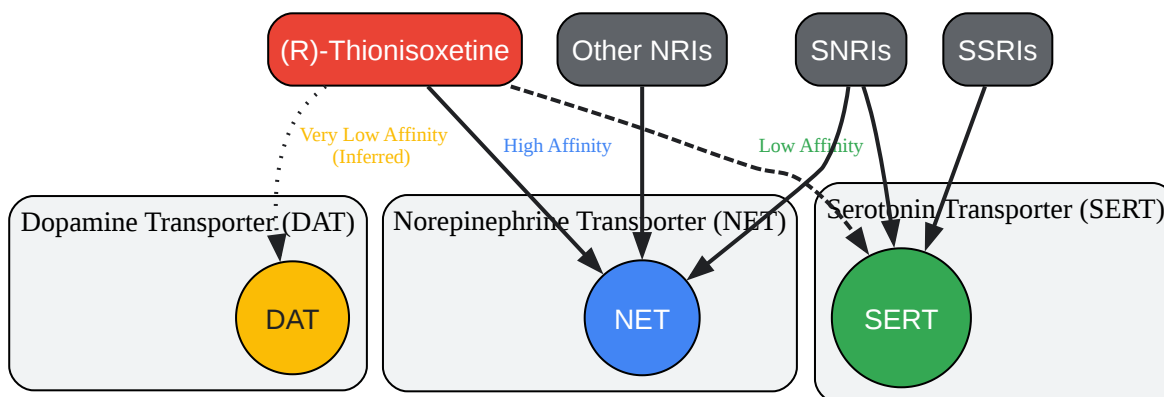 (R)-Thionisoxetine
Other NRIs
SNRIs
SSRIs
Very Low Affinity
(Inferred)
High Affinity
Low Affinity
Dopamine Transporter (DAT)
Norepinephrine Transporter (NET)
Serotonin Transporter (SERT)
DAT
NET
SERT